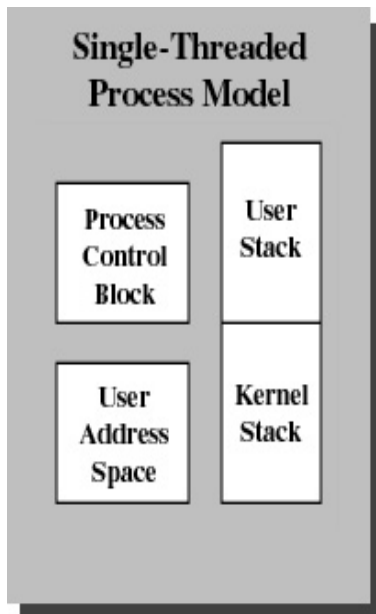 Single-Threaded
Process Model
Process
Control
Block
User
Stack
User
Address
Space
Kernel
Stack